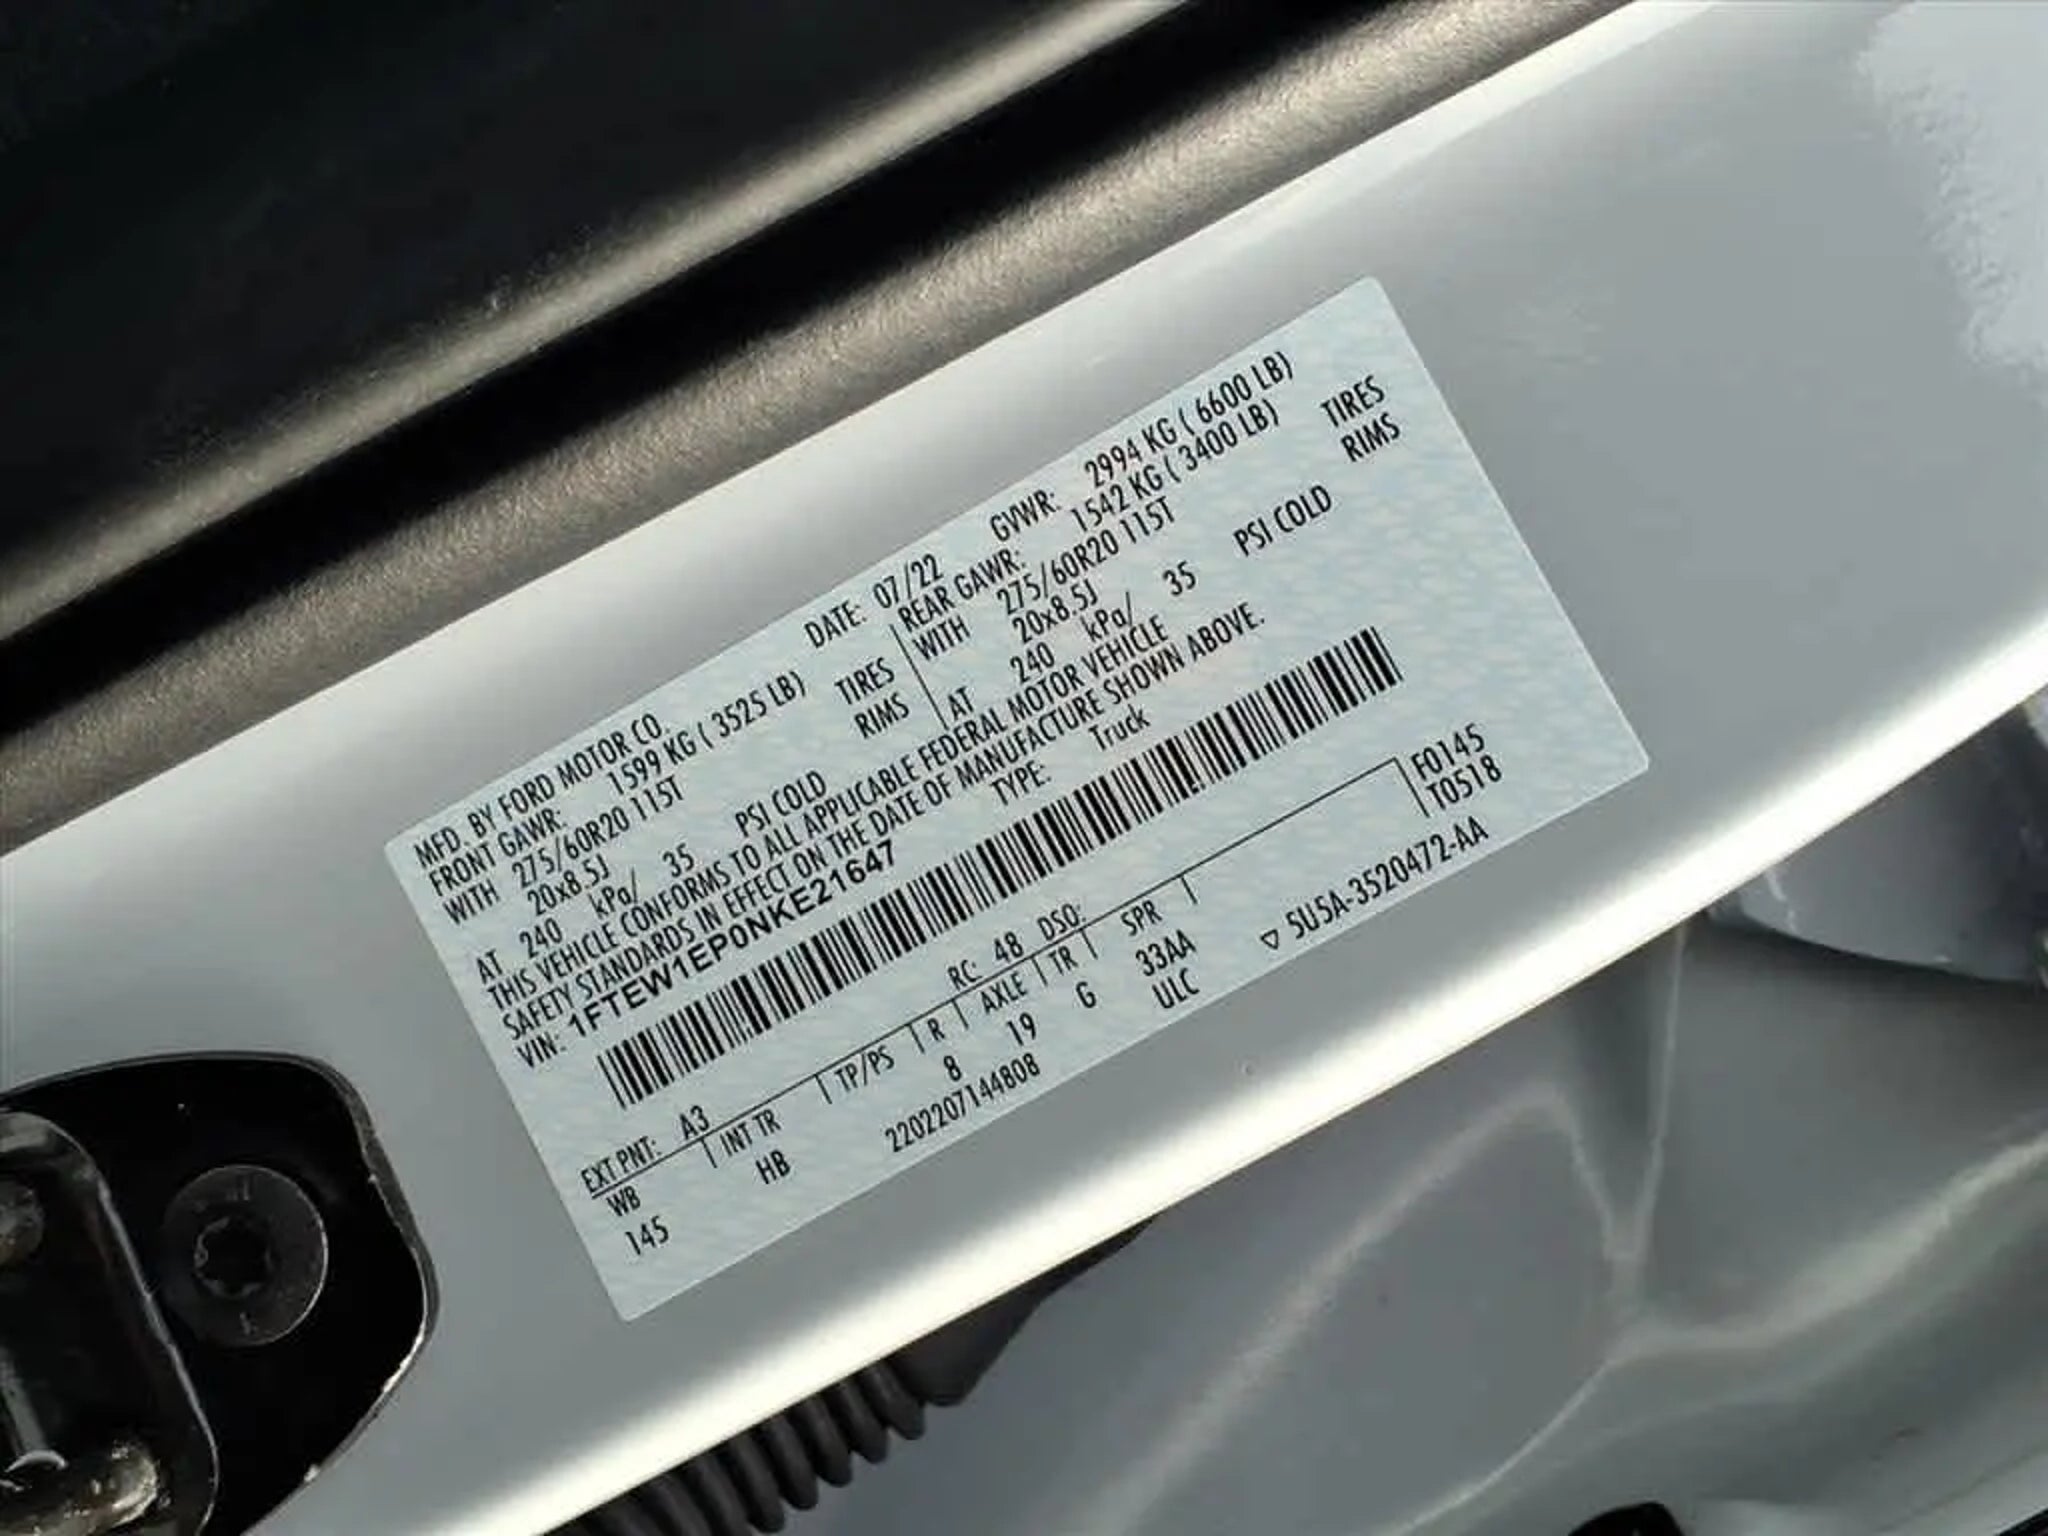 MFD. BY FORD MOTOR CO. DATE: 07/22 GVWR: 2994 KG ( 6600 LB)
FRONT GAWR: 1599 KG ( 3525 LB) REAR GAWR: 1542 KG ( 3400 LB)
WITH 275/60R20 115T TIRES WITH 275/60R20 115T TIRES
20x8.5J RIMS 20x8.5J RIMS
AT 240 kPa/ 35 PSI COLD AT 240 kPa/ 35 PSI COLD
THIS VEHICLE CONFORMS TO ALL APPLICABLE FEDERAL MOTOR VEHICLE
SAFETY STANDARDS IN EFFECT ON THE DATE OF MANUFACTURE SHOWN ABOVE.
VIN: 1FTEW1EP0NKE21647 TYPE: Truck
F0145
T0518
EXT PNT: A3 RC: 48 DSO:
WB INT TR TP/PS R AXLE TR SPR
145 HB 8 19 G 33AA
ULC
2202207144808
▽ 5U5A-3520472-AA